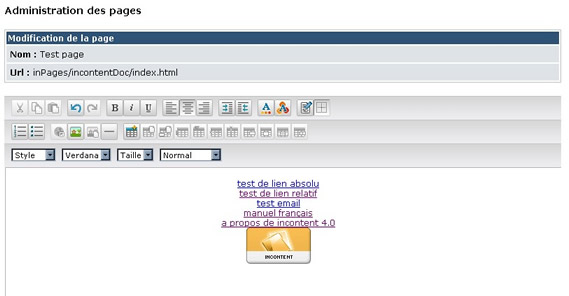 Administration des pages
Modification de la page
Nom : Test page
Url : inPages/incontentDoc/index.html
B i U
A
Style Verdana Taille Normal
test de lien absolu
test de lien relatif
test email
manuel français
a propos de incontent 4.0
INCONTENT